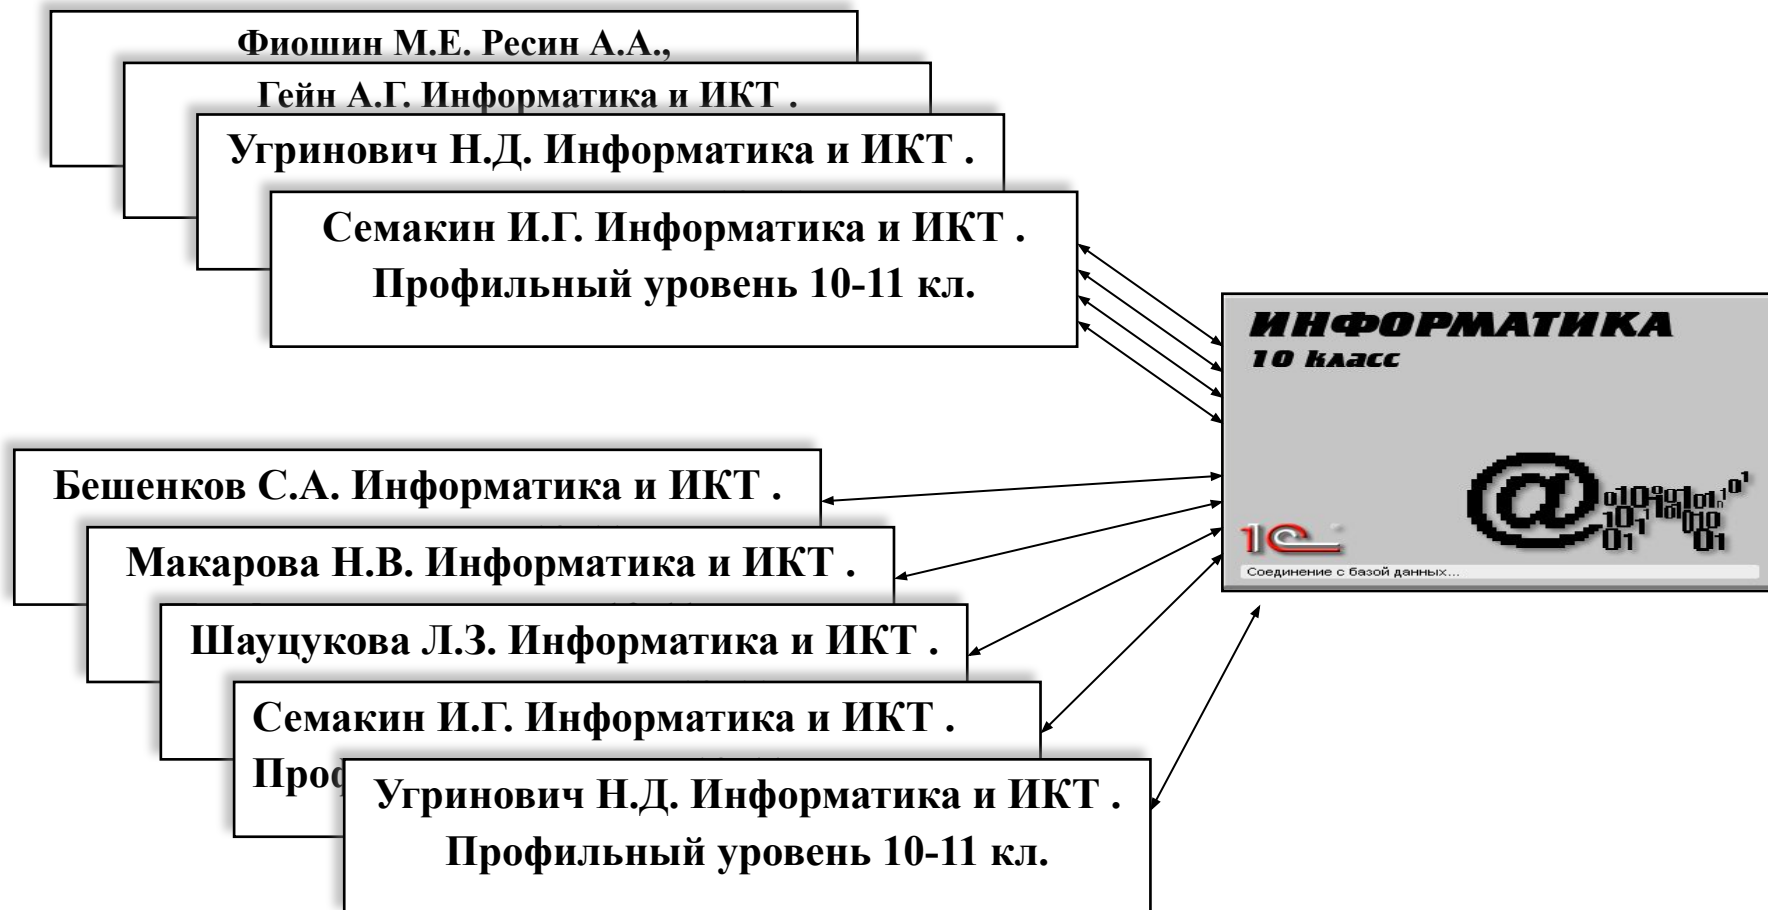 Фиошин М.Е. Ресин А.А.,
Гейн А.Г. Информатика и ИКТ .
Угринович Н.Д. Информатика и ИКТ .
Семакин И.Г. Информатика и ИКТ .
Профильный уровень 10-11 кл.
ИНФОРМАТИКА
10 класс
1С
Соединение с базой данных...
Бешенков С.А. Информатика и ИКТ .
Макарова Н.В. Информатика и ИКТ .
Шауцукова Л.З. Информатика и ИКТ .
Семакин И.Г. Информатика и ИКТ .
Угринович Н.Д. Информатика и ИКТ .
Профильный уровень 10-11 кл.